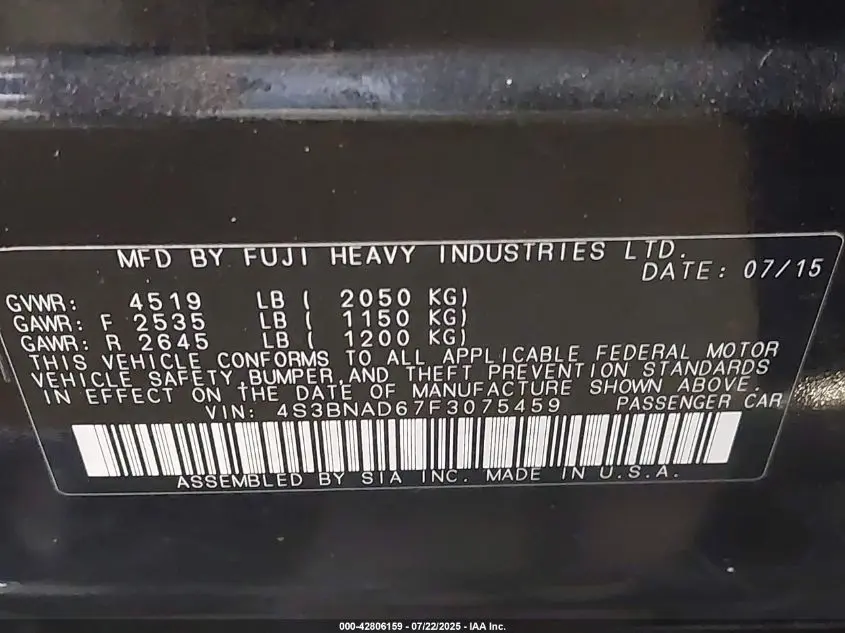 MFD BY FUJI HEAVY INDUSTRIES LTD.
DATE: 07/15
GVWR: 4519 LB ( 2050 KG)
GAWR: F 2535 LB ( 1150 KG)
GAWR: R 2645 LB ( 1200 KG)
THIS VEHICLE CONFORMS TO ALL APPLICABLE FEDERAL MOTOR
VEHICLE SAFETY,BUMPER,AND THEFT PREVENTION STANDARDS
IN EFFECT ON THE DATE OF MANUFACTURE SHOWN ABOVE.
VIN: 4S3BNAD67F3075459 PASSENGER CAR
ASSEMBLED BY SIA INC. MADE IN U.S.A.
000-42806159 - 07/22/2025 - IAA Inc.